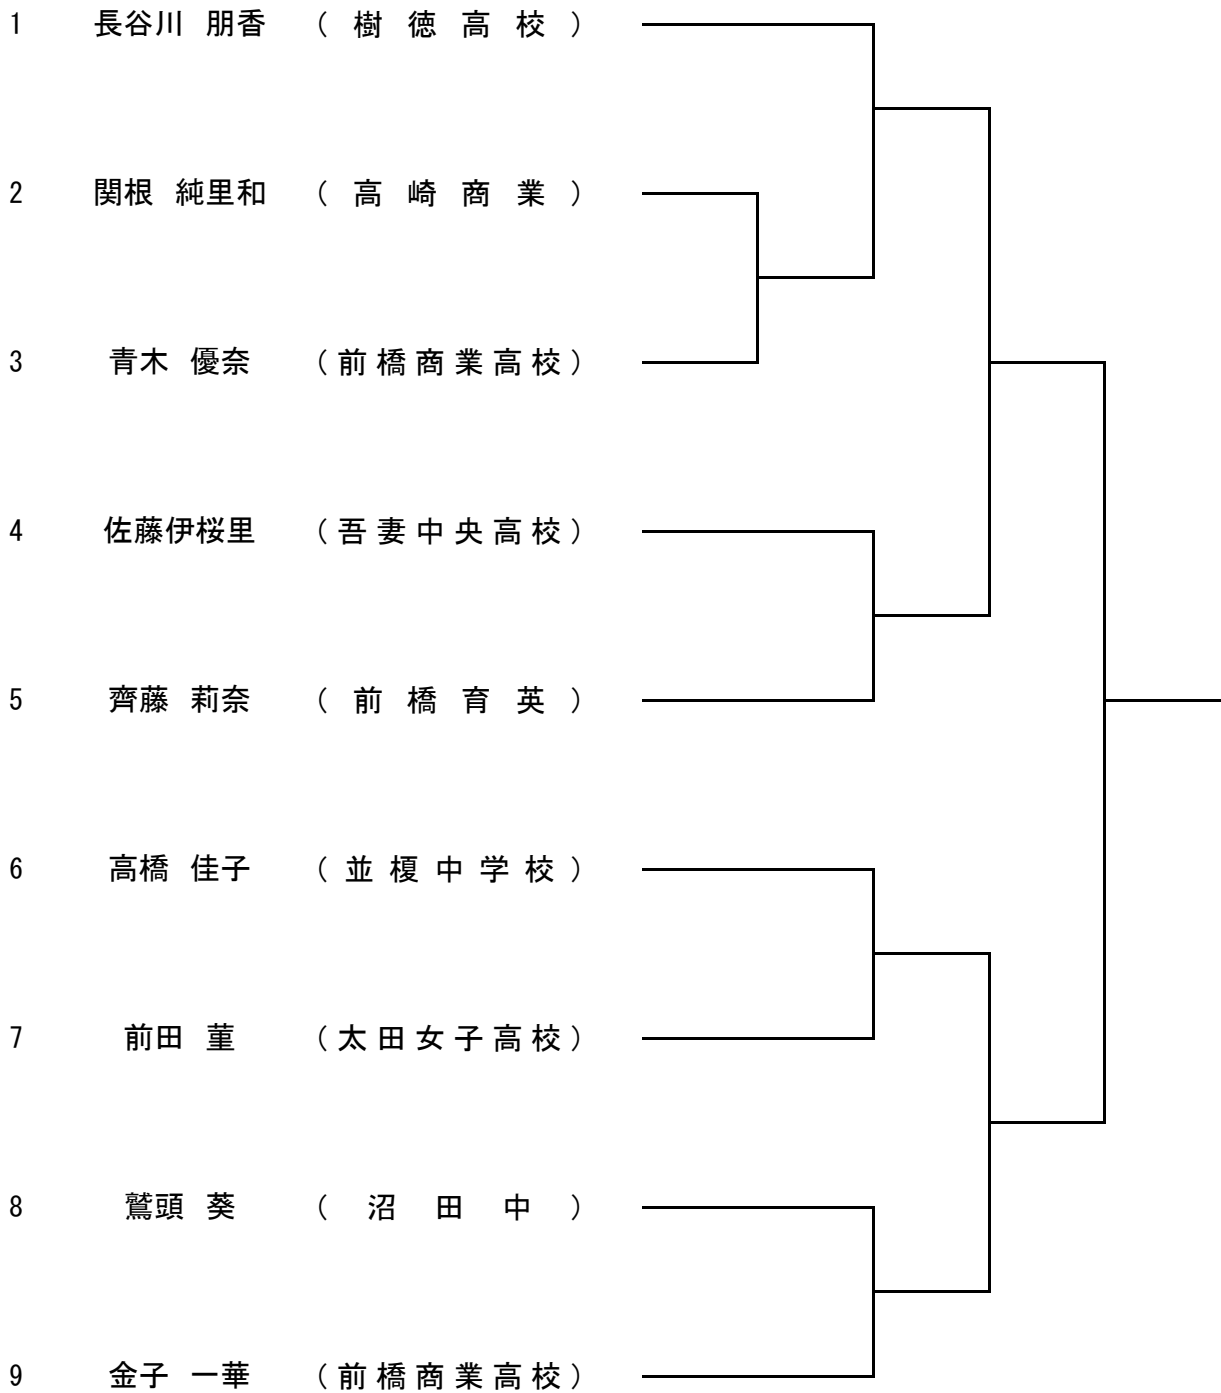 1 長谷川 朋香 ( 樹 徳 高 校 )
2 関根 純里和 ( 高 崎 商 業 )
3 青木 優奈 ( 前 橋 商 業 高 校 )
4 佐藤伊桜里 ( 吾 妻 中 央 高 校 )
5 齊藤 莉奈 ( 前 橋 育 英 )
6 高橋 佳子 ( 並 榎 中 学 校 )
7 前田 菫 ( 太 田 女 子 高 校 )
8 鷲頭 葵 ( 沼 田 中 )
9 金子 一華 ( 前 橋 商 業 高 校 )